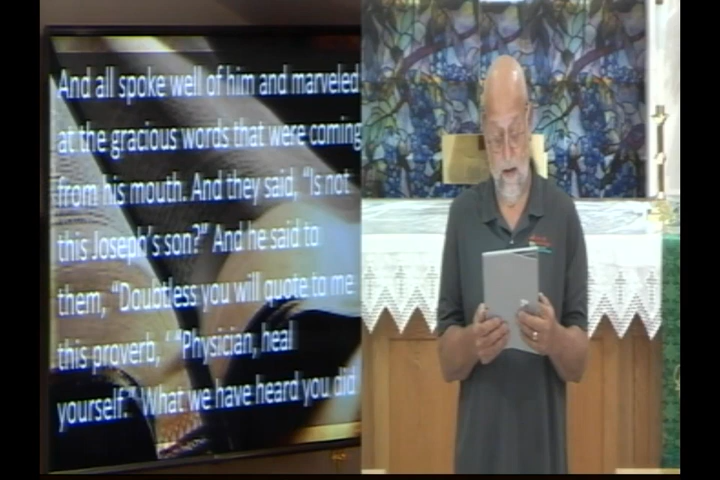 And all spoke well of him and marveled
at the gracious words that were coming
from his mouth. And they said, "Is not
this Joseph's son?" And he said to
them, "Doubtless you will quote to me
this proverb, ' "Physician, heal
yourself." What we have heard you did